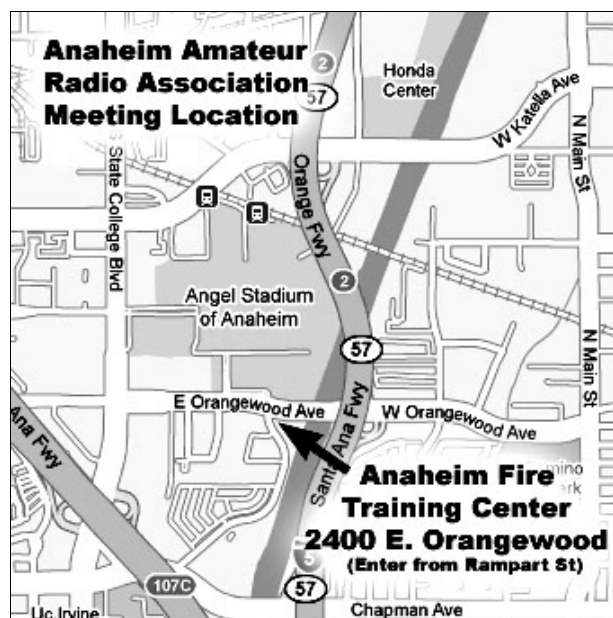 Anaheim Amateur
Radio Association
Meeting Location
2
57
Honda
Center
W Katella Ave
N Main St
S State College Blvd
Orange Fwy
Angel Stadium
of Anaheim
2
57
N Main St
E Orangewood Ave
W Orangewood Ave
Ana Fwy
Santa Ana Fwy
Anaheim Fire
Training Center
2400 E. Orangewood
(Enter from Rampart St)
107C
57
Chapman Ave
Uc Irvine